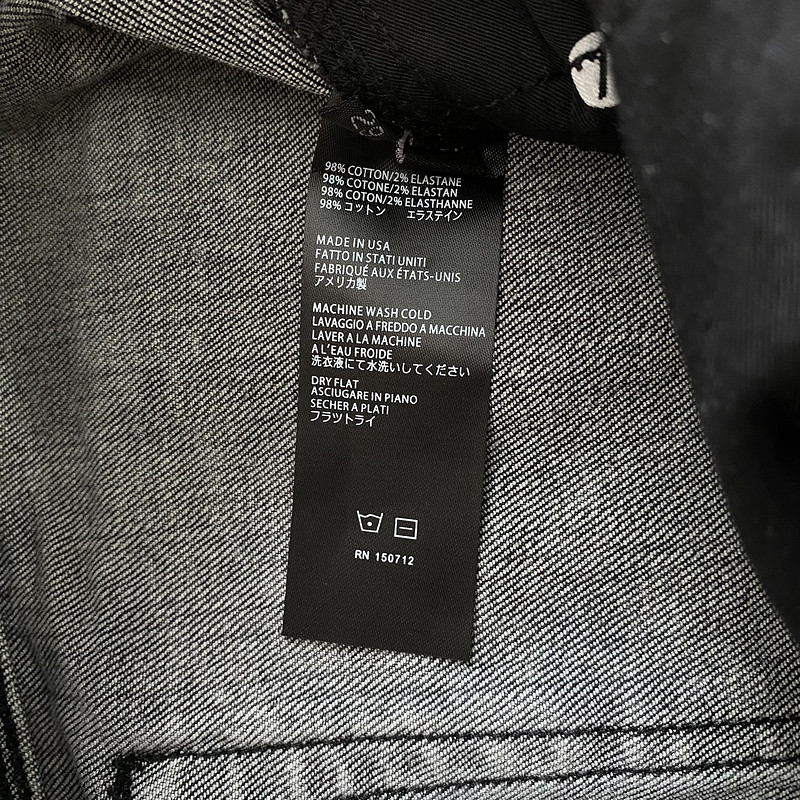 98% COTTON/2% ELASTANE
98% COTONE/2% ELASTAN
98% COTON/2% ELASTHANNE
98% コットン エラステイン
MADE IN USA
FATTO IN STATI UNITI
FABRIQUÉ AUX ÉTATS-UNIS
アメリカ製
MACHINE WASH COLD
LAVAGGIO A FREDDO A MACCHINA
LAVER A LA MACHINE
A L'EAU FROIDE
洗衣液にて水洗いしてください
DRY FLAT
ASCIUGARE IN PIANO
SECHER A PLATI
フラツトライ
RN 150712